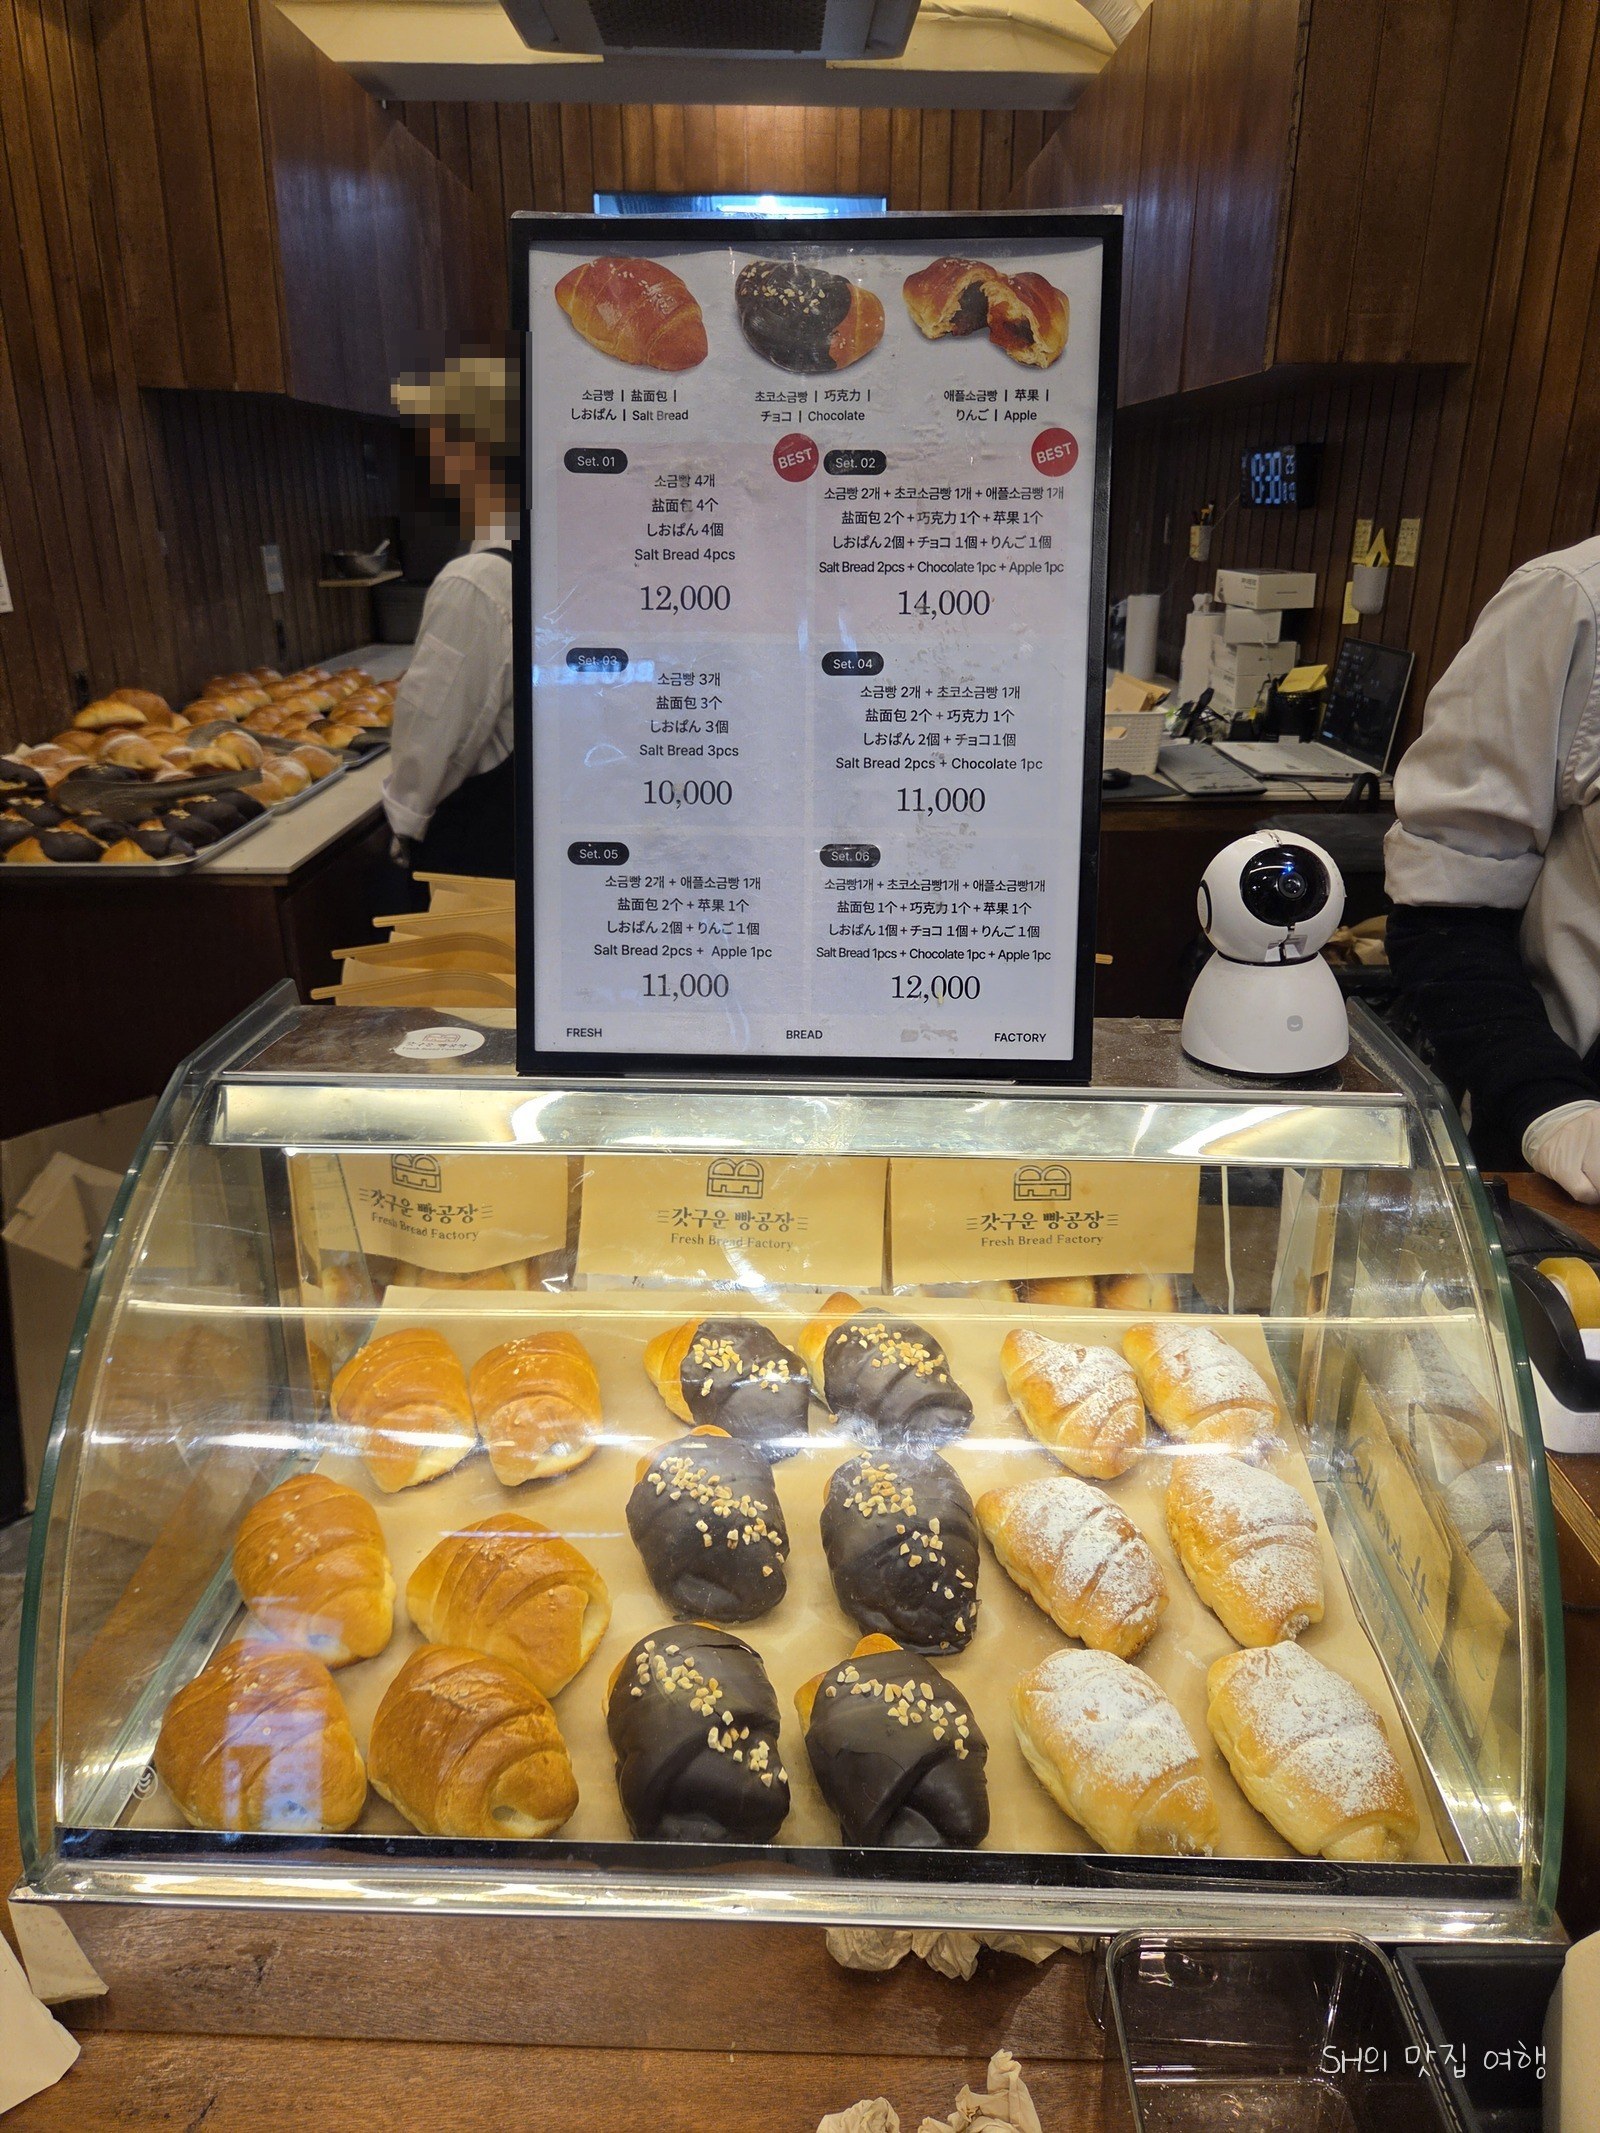 소금빵 | 盐面包 |
しおぱん | Salt Bread
초코소금빵 | 巧克力 |
チョコ | Chocolate
애플소금빵 | 苹果 |
りんご | Apple
Set. 01
BEST
소금빵 4개
盐面包 4个
しおぱん 4個
Salt Bread 4pcs
12,000
Set. 02
BEST
소금빵 2개 + 초코소금빵 1개 + 애플소금빵 1개
盐面包 2个 + 巧克力 1个 + 苹果 1个
しおぱん 2個 + チョコ 1個 + りんご 1個
Salt Bread 2pcs + Chocolate 1pc + Apple 1pc
14,000
Set. 03
소금빵 3개
盐面包 3个
しおぱん 3個
Salt Bread 3pcs
10,000
Set. 04
소금빵 2개 + 초코소금빵 1개
盐面包 2个 + 巧克力 1个
しおぱん 2個 + チョコ 1個
Salt Bread 2pcs + Chocolate 1pc
11,000
Set. 05
소금빵 2개 + 애플소금빵 1개
盐面包 2个 + 苹果 1个
しおぱん 2個 + りんご 1個
Salt Bread 2pcs + Apple 1pc
11,000
Set. 06
소금빵1개 + 초코소금빵1개 + 애플소금빵1개
盐面包 1个 + 巧克力 1个 + 苹果 1个
しおぱん 1個 + チョコ 1個 + りんご 1個
Salt Bread 1pcs + Chocolate 1pc + Apple 1pc
12,000
FRESH BREAD FACTORY
갓구운 빵공장
Fresh Bread Factory
갓구운 빵공장
Fresh Bread Factory
갓구운 빵공장
Fresh Bread Factory
갓구운 빵공장
Fresh Bread Factory
SH의 맛집 여행